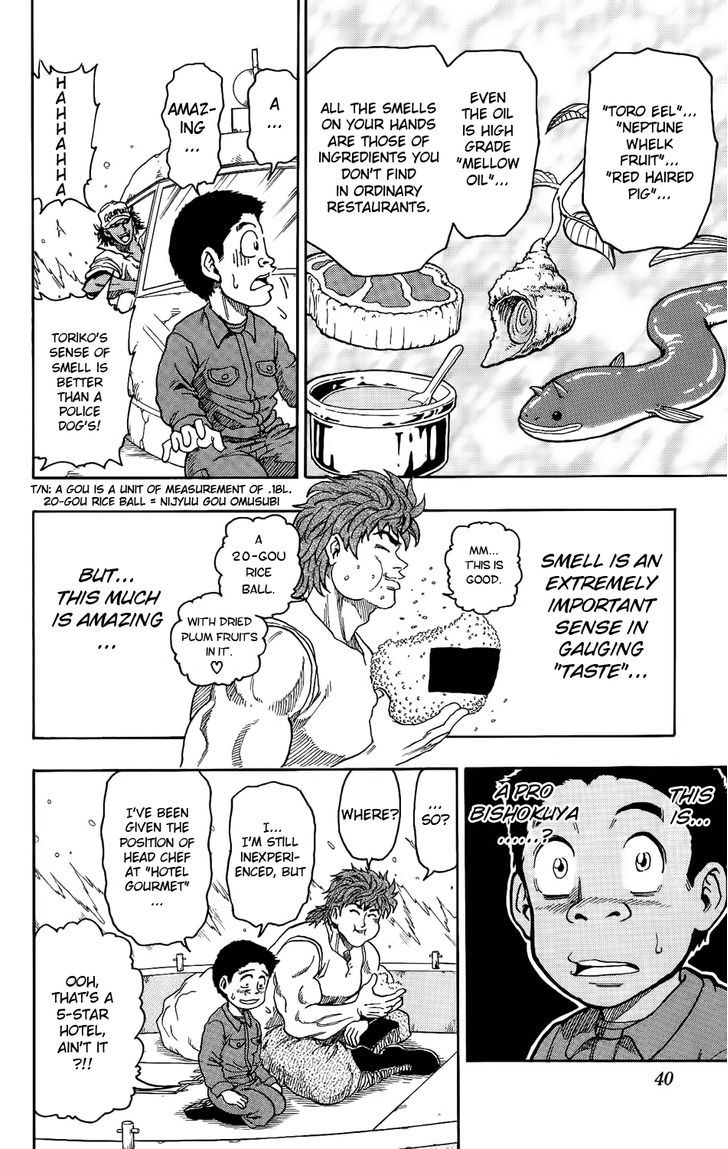 "TORO EEL"...
"NEPTUNE
WHELK
FRUIT"...
"RED HAIRED
PIG"...
EVEN
THE OIL
IS HIGH
GRADE
"MELLOW
OIL"...
ALL THE SMELLS
ON YOUR HANDS
ARE THOSE OF
INGREDIENTS YOU
DON'T FIND
IN ORDINARY
RESTAURANTS.
A
...
AMAZ-
ING
...
HAHHAHHA
TORIKO'S
SENSE OF
SMELL IS
BETTER
THAN A
POLICE
DOG'S!
T/N: A GOU IS A UNIT OF MEASUREMENT OF .18L.
20-GOU RICE BALL = NIJYUU GOU OMUSUBI
SMELL IS AN
EXTREMELY
IMPORTANT
SENSE IN
GAUGING
"TASTE"...
MM...
THIS IS
GOOD.
A
20-GOU
RICE
BALL.
WITH DRIED
PLUM FRUITS
IN IT.
♡
BUT...
THIS MUCH
IS AMAZING
...
THIS
IS...
A PRO
BISHOKUYA
......?
...
SO?
WHERE?
I...
I'M STILL
INEXPERI-
ENCED, BUT
I'VE BEEN
GIVEN THE
POSITION OF
HEAD CHEF
AT "HOTEL
GOURMET"
...
OOH,
THAT'S A
5-STAR
HOTEL,
AIN'T IT
?!!
40